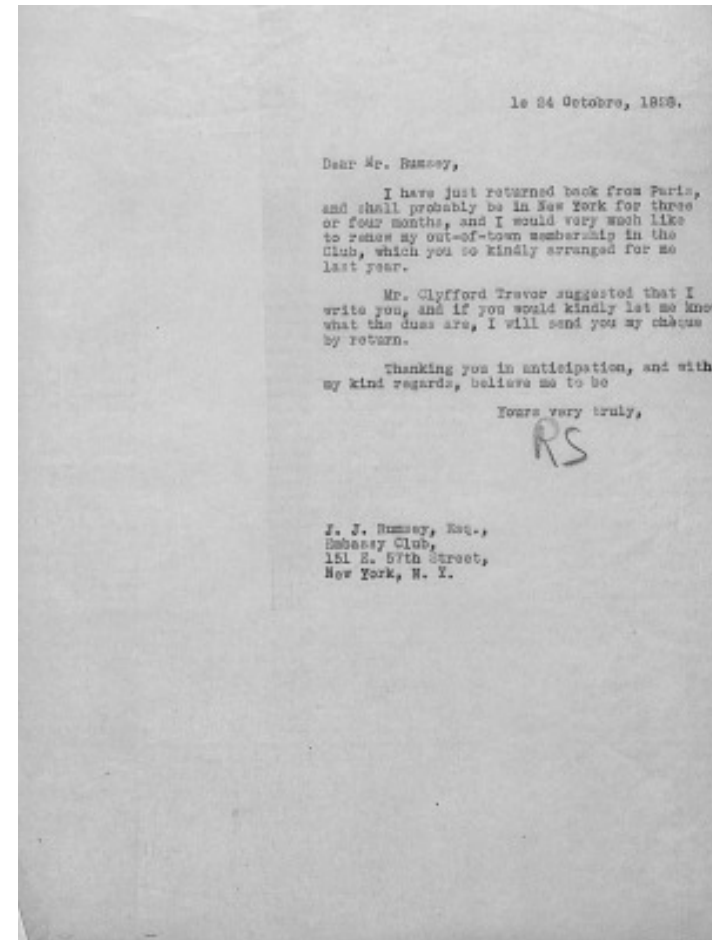 le 24 Octobre, 1928.
Dear Mr. Rumsey,
I have just returned back from Paris,
and shall probably be in New York for three
or four months, and I would very much like
to renew my out-of-town membership in the
Club, which you so kindly arranged for me
last year.
Mr. Clyfford Trevor suggested that I
write you, and if you would kindly let me know
what the dues are, I will send you my chèque
by return.
Thanking you in anticipation, and with
my kind regards, believe me to be
Yours very truly,
RS
J. J. Rumsey, Esq.,
Embassy Club,
151 E. 57th Street,
New York, N. Y.